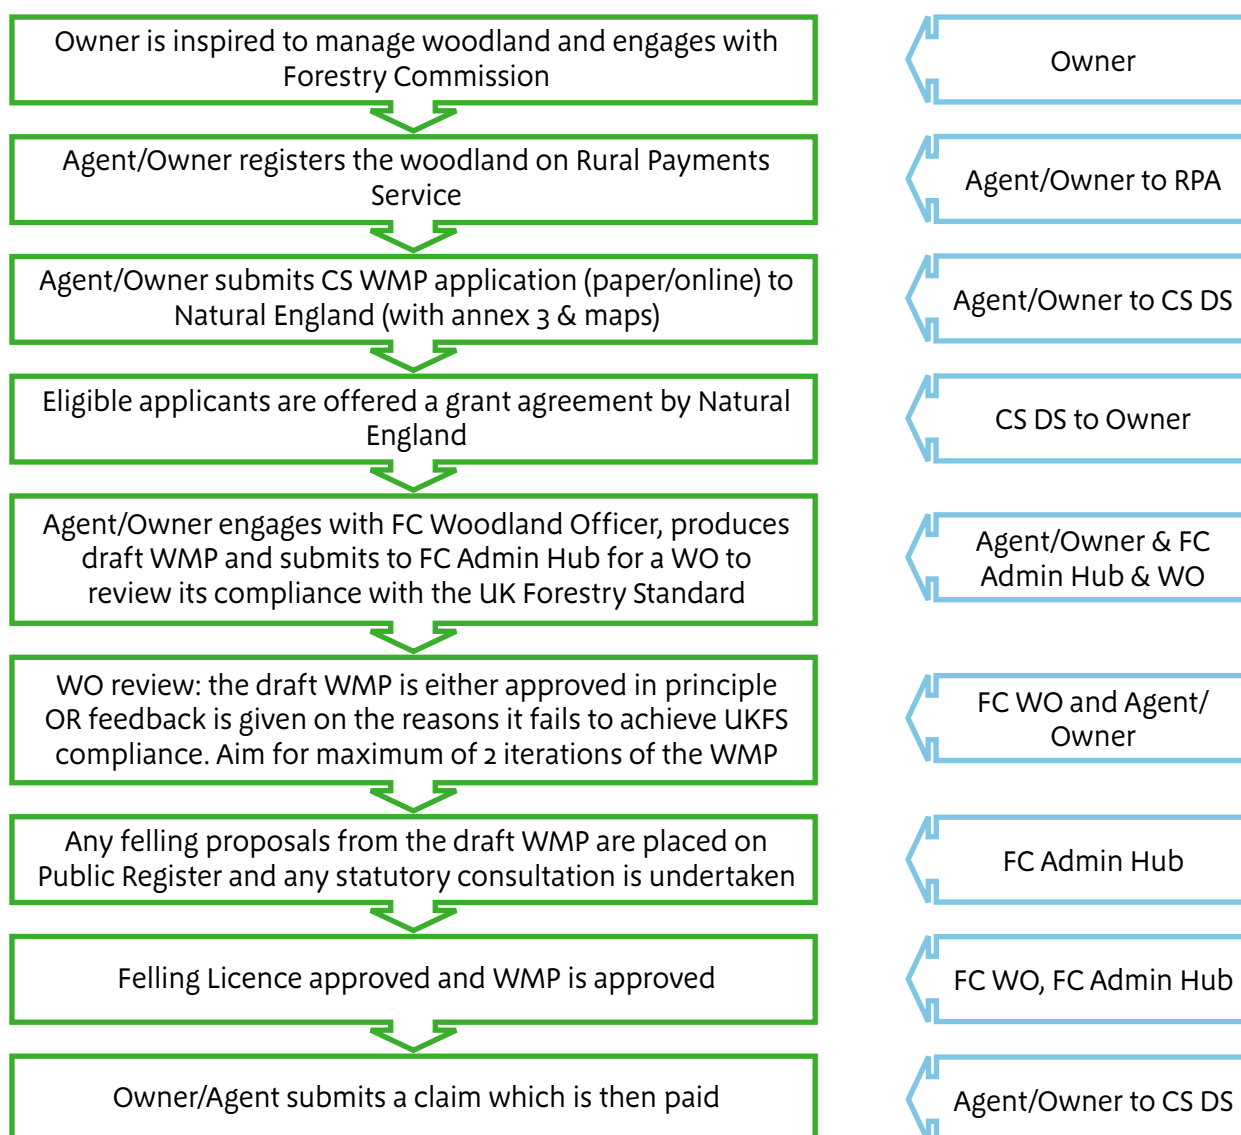 Owner is inspired to manage woodland and engages with
Forestry Commission
Owner
Agent/Owner registers the woodland on Rural Payments
Service
Agent/Owner to RPA
Agent/Owner submits CS WMP application (paper/online) to
Natural England (with annex 3 & maps)
Agent/Owner to CS DS
Eligible applicants are offered a grant agreement by Natural
England
CS DS to Owner
Agent/Owner engages with FC Woodland Officer, produces
draft WMP and submits to FC Admin Hub for a WO to
review its compliance with the UK Forestry Standard
Agent/Owner & FC
Admin Hub & WO
WO review: the draft WMP is either approved in principle
OR feedback is given on the reasons it fails to achieve UKFS
compliance. Aim for maximum of 2 iterations of the WMP
FC WO and Agent/
Owner
Any felling proposals from the draft WMP are placed on
Public Register and any statutory consultation is undertaken
FC Admin Hub
Felling Licence approved and WMP is approved
FC WO, FC Admin Hub
Owner/Agent submits a claim which is then paid
Agent/Owner to CS DS